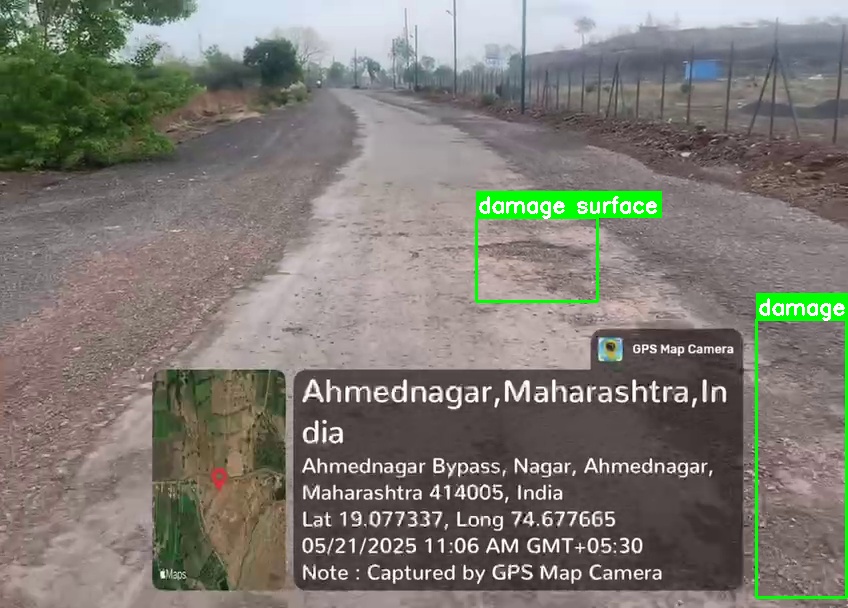 damage surface
damage
GPS Map Camera
Ahmednagar,Maharashtra,In
dia
Ahmednagar Bypass, Nagar, Ahmednagar,
Maharashtra 414005, India
Lat 19.077337, Long 74.677665
05/21/2025 11:06 AM GMT+05:30
Note : Captured by GPS Map Camera
Maps